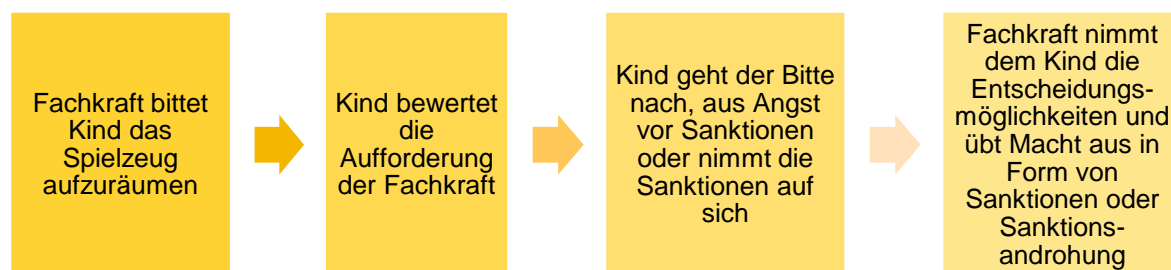 Fachkraft bittet
Kind das
Spielzeug
aufzuräumen
Kind bewertet
die
Aufforderung
der Fachkraft
Kind geht der Bitte
nach, aus Angst
vor Sanktionen
oder nimmt die
Sanktionen auf
sich
Fachkraft nimmt
dem Kind die
Entscheidungs-
möglichkeiten und
übt Macht aus in
Form von
Sanktionen oder
Sanktions-
androhung